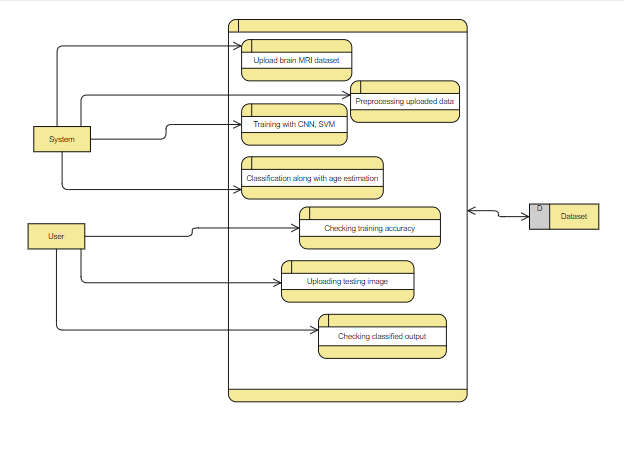 Upload brain MRI dataset
Preprocessing uploaded data
Training with CNN, SVM
System
Classification along with age estimation
D
Dataset
User
Checking training accuracy
Uploading testing image
Checking classified output